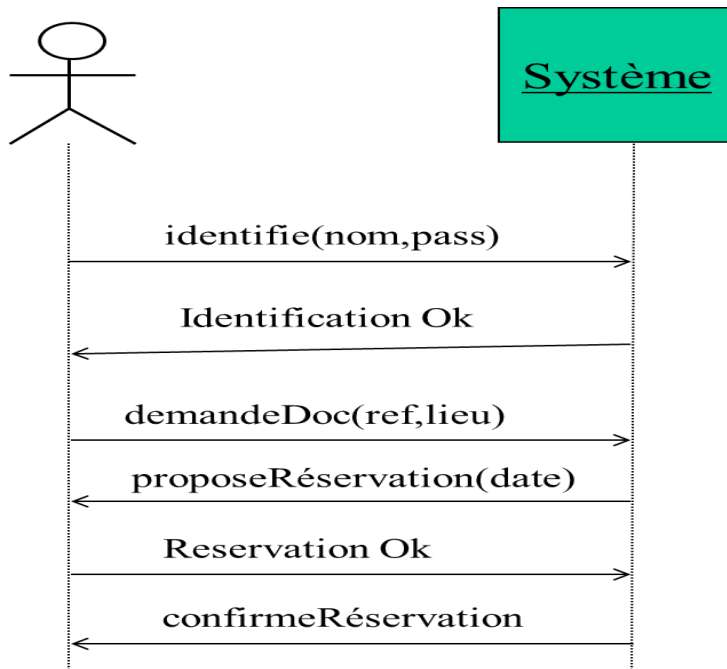 Système
identifie(nom,pass)
Identification Ok
demandeDoc(ref,lieu)
proposeRéservation(date)
Reservation Ok
confirmeRéservation